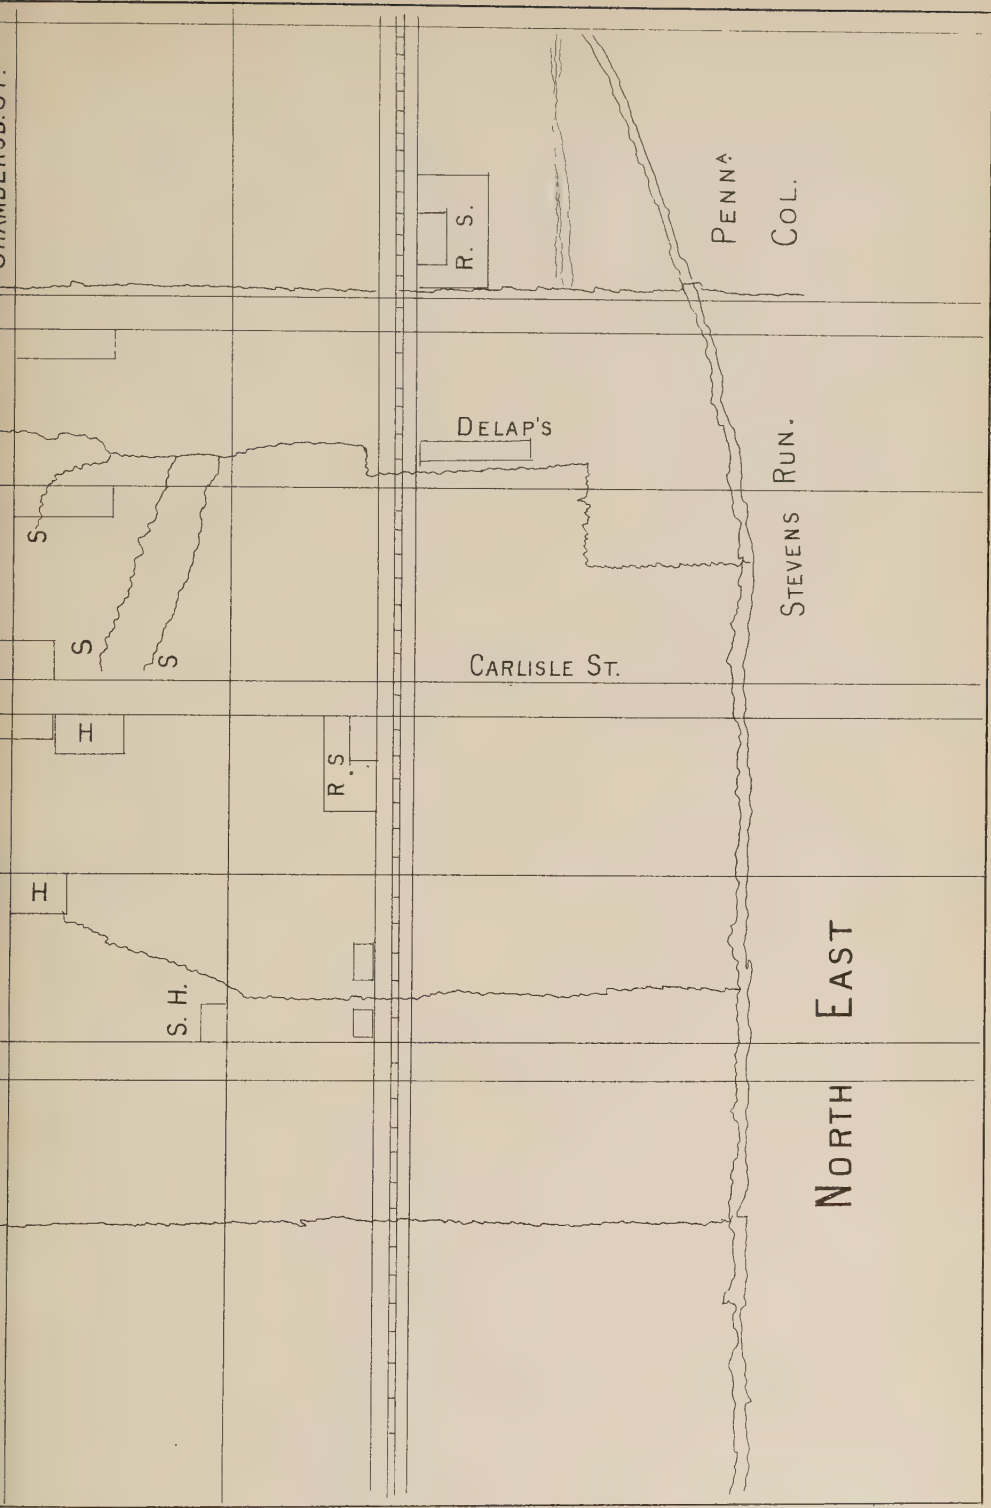 CHAMBERSB. ST.
PENNA
COL.
R. S.
DELAP'S
STEVENS RUN.
S
S
S
CARLISLE ST.
H
R. S
H
S. H.
NORTH EAST